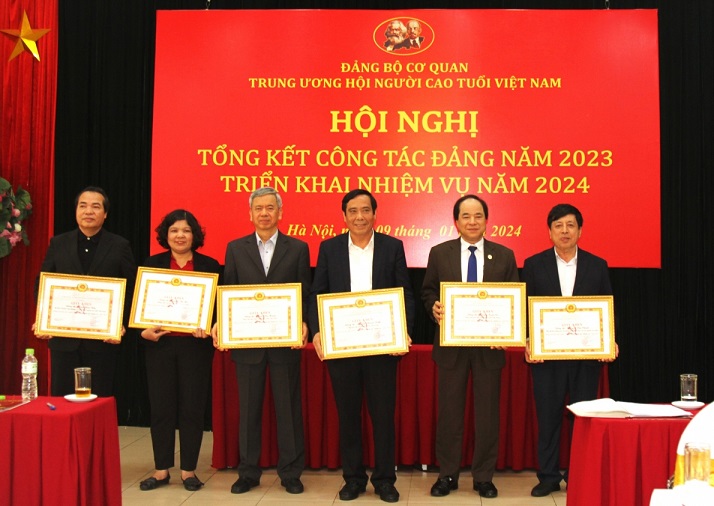 ĐẢNG BỘ CƠ QUAN
TRUNG ƯƠNG HỘI NGƯỜI CAO TUỔI VIỆT NAM
HỘI NGHỊ
TỔNG KẾT CÔNG TÁC ĐẢNG NĂM 2023
TRIỂN KHAI NHIỆM VỤ NĂM 2024
Hà Nội, 09 tháng 01 2024